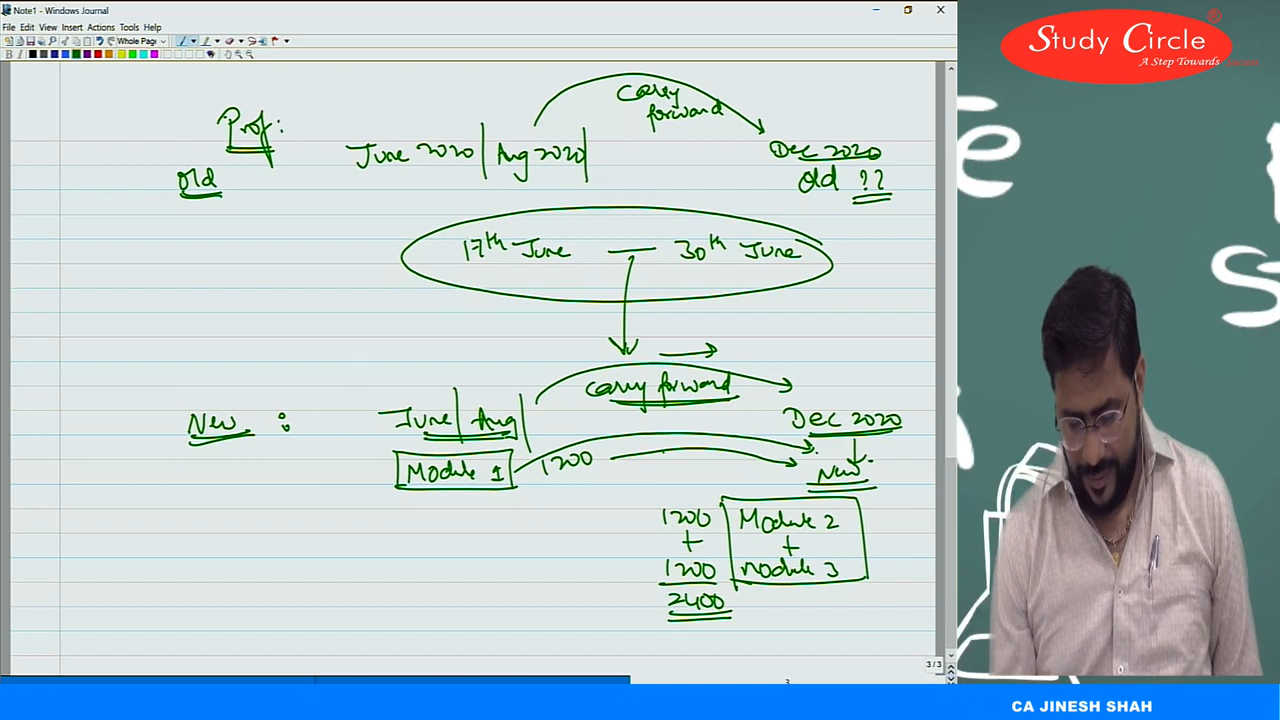 Note1 - Windows Journal
File Edit View Insert Actions Tools Help
Whole Page
B I
Study Circle ®
A Step Towards
Carry
forward
Prof:
June 2020 | Aug 2020 |
Dec 2020
old
old ??
17th June — 30th June
Carry forward
New :
June | Aug |
Dec 2020
Module 1
1200
New
1200
Module 2
+
+
1200
Module 3
2400
3/3
3
CA JINESH SHAH